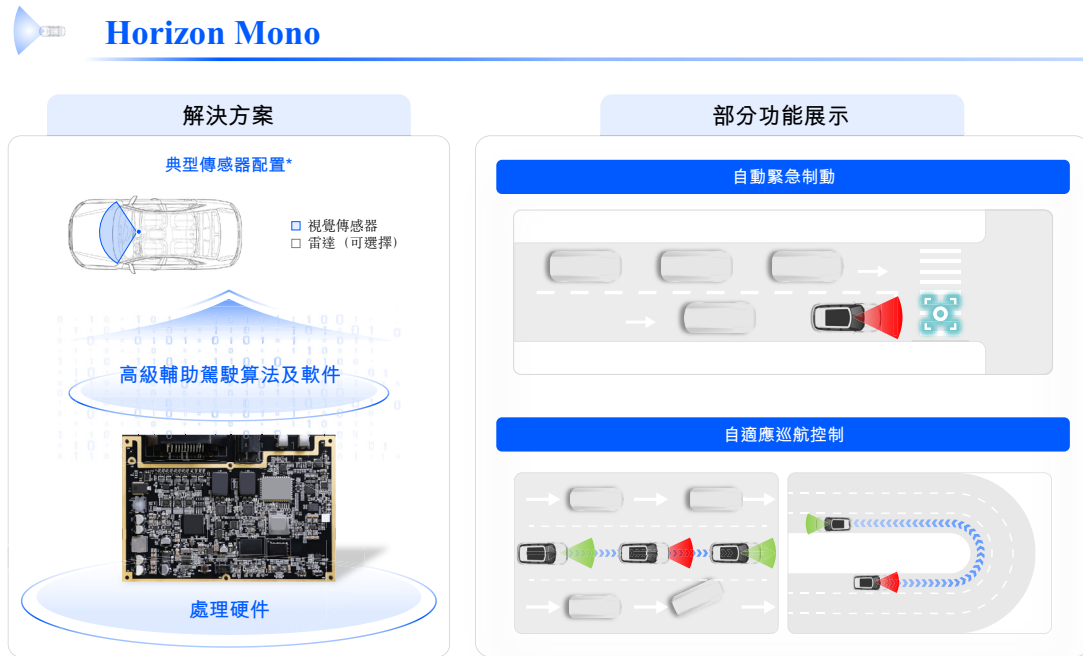 Horizon Mono
解決方案
典型傳感器配置*
視覺傳感器
雷達（可選擇）
高級輔助駕駛算法及軟件
處理硬件
部分功能展示
自動緊急制動
自適應巡航控制